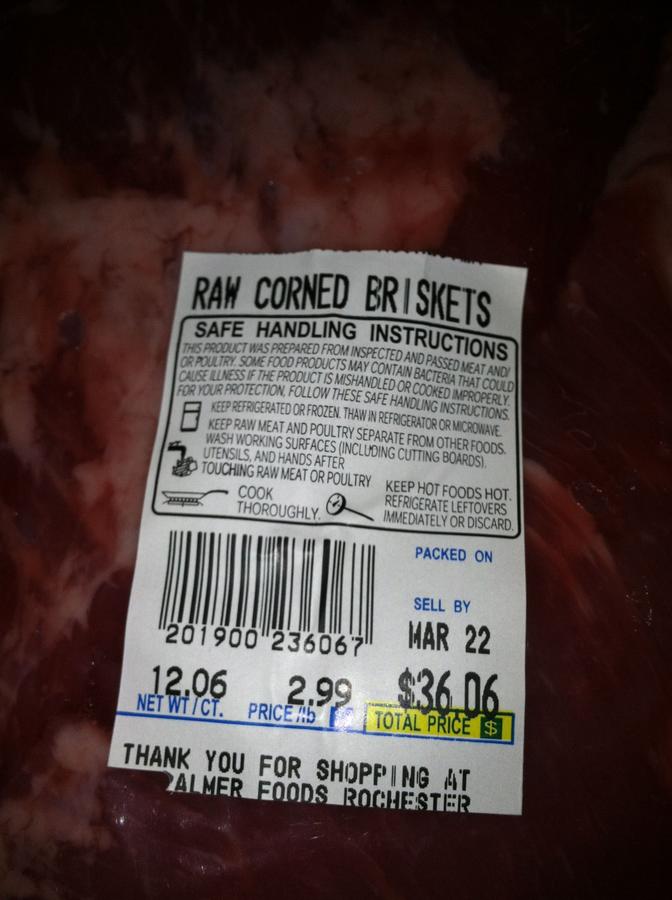 RAW CORNED BRISKETS
SAFE HANDLING INSTRUCTIONS
THIS PRODUCT WAS PREPARED FROM INSPECTED AND PASSED MEAT AND/
OR POULTRY. SOME FOOD PRODUCTS MAY CONTAIN BACTERIA THAT COULD
CAUSE ILLNESS IF THE PRODUCT IS MISHANDLED OR COOKED IMPROPERLY.
FOR YOUR PROTECTION, FOLLOW THESE SAFE HANDLING INSTRUCTIONS.
KEEP REFRIGERATED OR FROZEN. THAW IN REFRIGERATOR OR MICROWAVE.
KEEP RAW MEAT AND POULTRY SEPARATE FROM OTHER FOODS.
WASH WORKING SURFACES (INCLUDING CUTTING BOARDS),
UTENSILS, AND HANDS AFTER
TOUCHING RAW MEAT OR POULTRY
COOK
THOROUGHLY.
KEEP HOT FOODS HOT.
REFRIGERATE LEFTOVERS
IMMEDIATELY OR DISCARD.
PACKED ON
SELL BY
MAR 22
201900 236067
12.06 2.99 $36.06
NET WT / CT. PRICE /lb TOTAL PRICE $
THANK YOU FOR SHOPPING AT
PALMER FOODS ROCHESTER